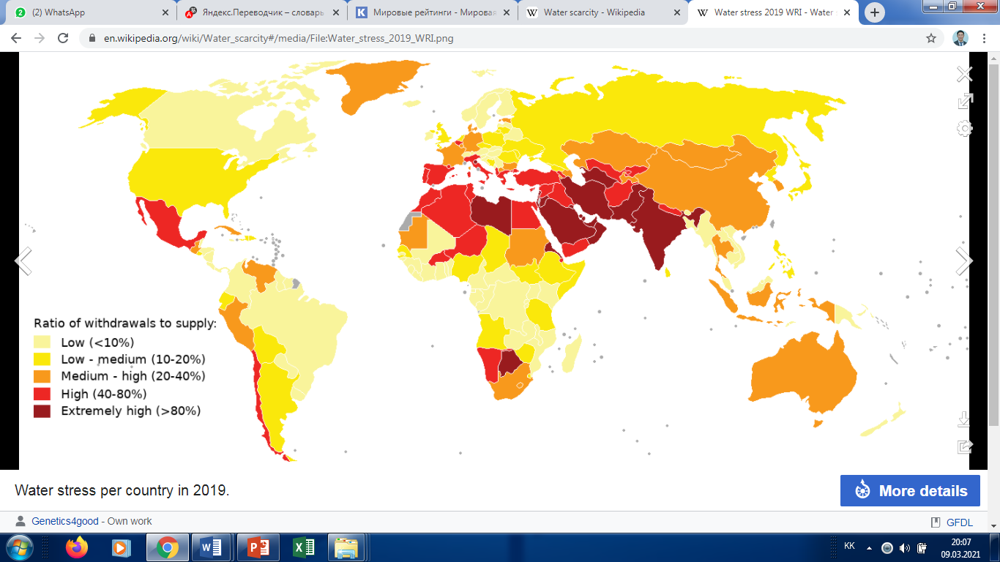 (2) WhatsApp
Яндекс.Переводчик – словарь
Мировые рейтинги - Мировая
Water scarcity - Wikipedia
Water stress 2019 WRI - Water
en.wikipedia.org/wiki/Water_scarcity#/media/File:Water_stress_2019_WRI.png
Ratio of withdrawals to supply:
Low (<10%)
Low - medium (10-20%)
Medium - high (20-40%)
High (40-80%)
Extremely high (>80%)
Water stress per country in 2019.
More details
Genetics4good - Own work
GFDL
KK
20:07
09.03.2021